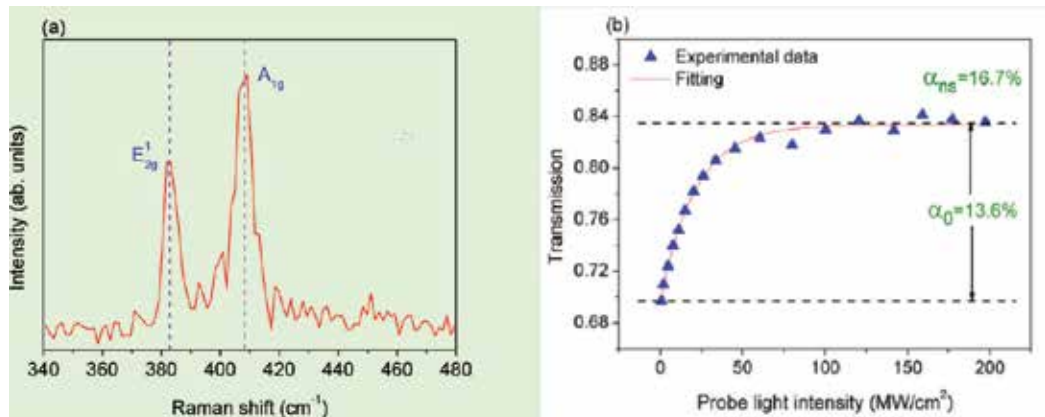 (a)
A1g
E¹2g
Intensity (ab. units)
340 360 380 400 420 440 460 480
Raman shift (cm⁻¹)
(b)
Experimental data
Fitting
αns=16.7%
α0=13.6%
0.88
0.84
0.80
0.76
0.72
0.68
Transmission
0 50 100 150 200
Probe light intensity (MW/cm²)